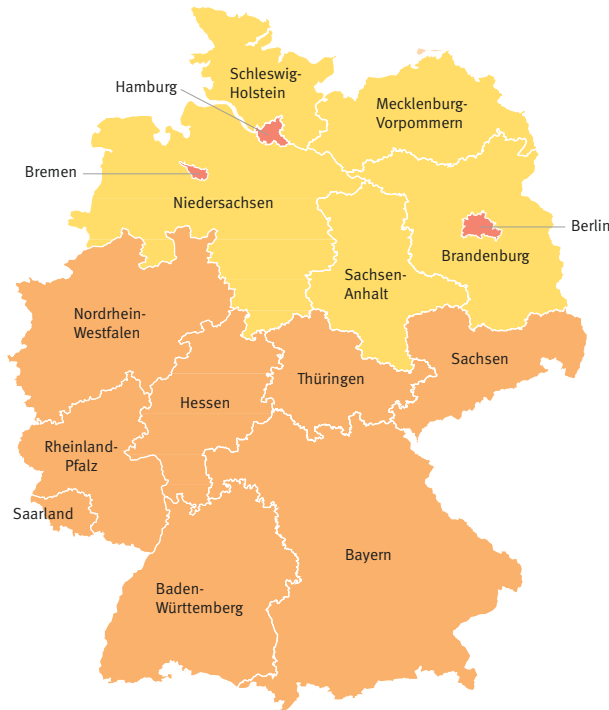 Schleswig-
Holstein
Hamburg
Mecklenburg-
Vorpommern
Bremen
Niedersachsen
Berlin
Brandenburg
Sachsen-
Anhalt
Nordrhein-
Westfalen
Sachsen
Thüringen
Hessen
Rheinland-
Pfalz
Saarland
Bayern
Baden-
Württemberg